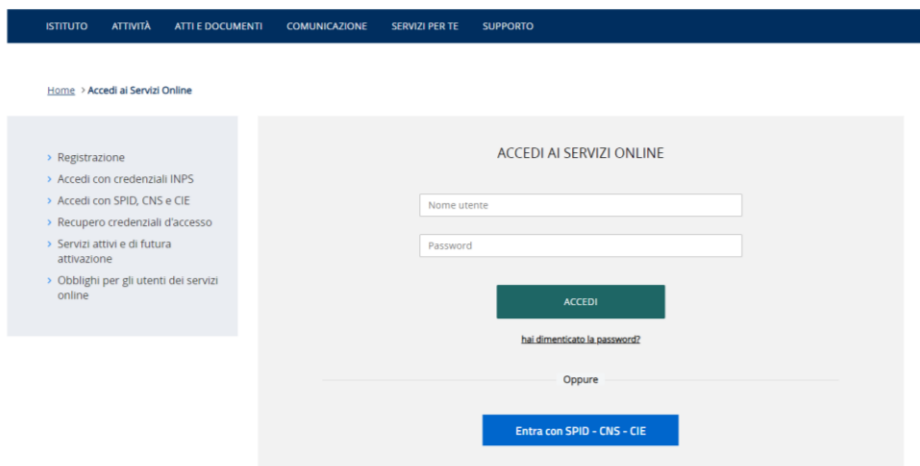 ISTITUTO ATTIVITÀ ATTI E DOCUMENTI COMUNICAZIONE SERVIZI PER TE SUPPORTO
Home > Accedi ai Servizi Online
Registrazione
Accedi con credenziali INPS
Accedi con SPID, CNS e CIE
Recupero credenziali d'accesso
Servizi attivi e di futura
attivazione
Obblighi per gli utenti dei servizi
online
ACCEDI AI SERVIZI ONLINE
Nome utente
Password
ACCEDI
hai dimenticato la password?
Oppure
Entra con SPID - CNS - CIE